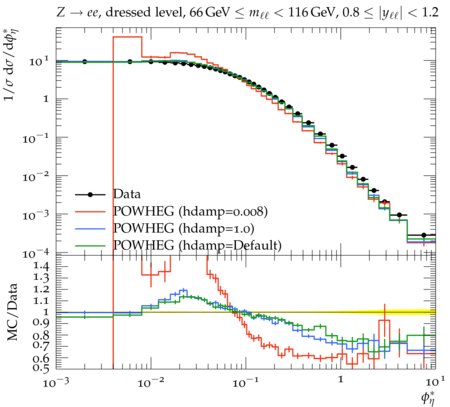 Z → ee, dressed level, 66 GeV ≤ mℓℓ < 116 GeV, 0.8 ≤ |yℓℓ| < 1.2
1/σ dσ/dϕ*η
10
1
10⁻¹
10⁻²
10⁻³
10⁻⁴
Data
POWHEG (hdamp=0.008)
POWHEG (hdamp=1.0)
POWHEG (hdamp=Default)
MC/Data
1.4
1.3
1.2
1.1
1
0.9
0.8
0.7
0.6
0.5
10⁻³ 10⁻² 10⁻¹ 1 10¹
ϕ*η